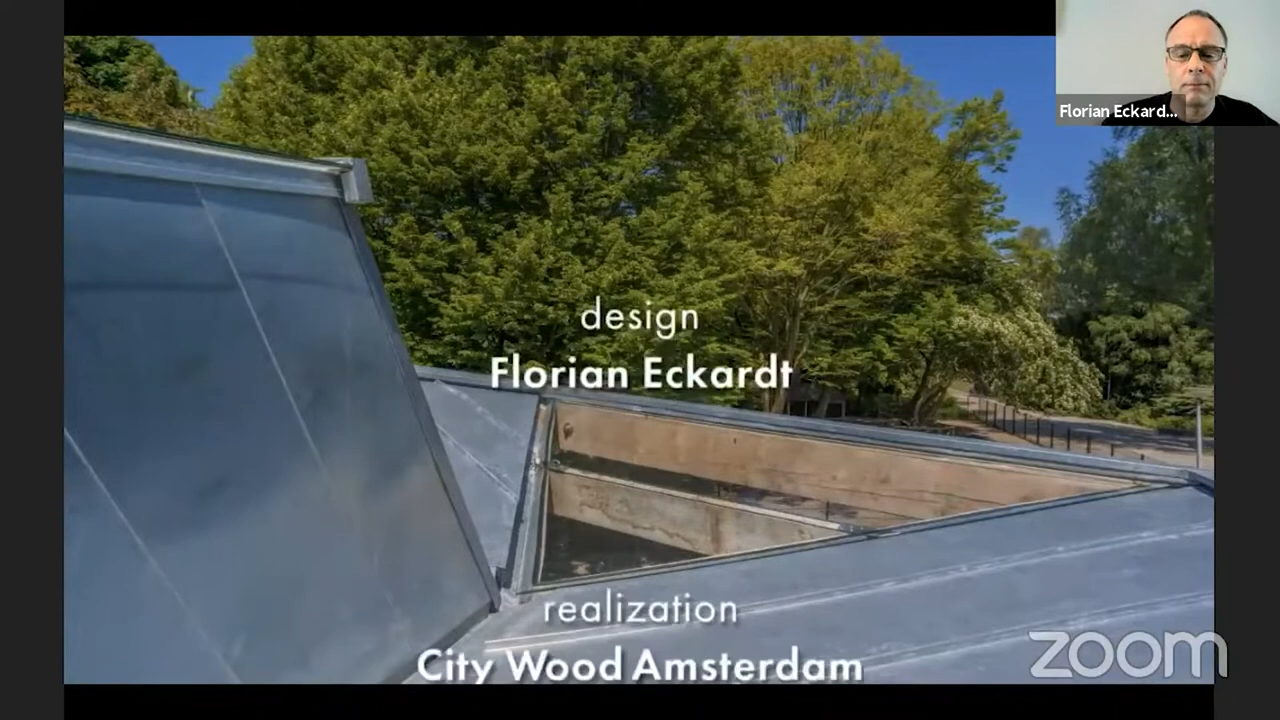 Florian Eckard...
design
Florian Eckardt
realization
City Wood Amsterdam
zoom